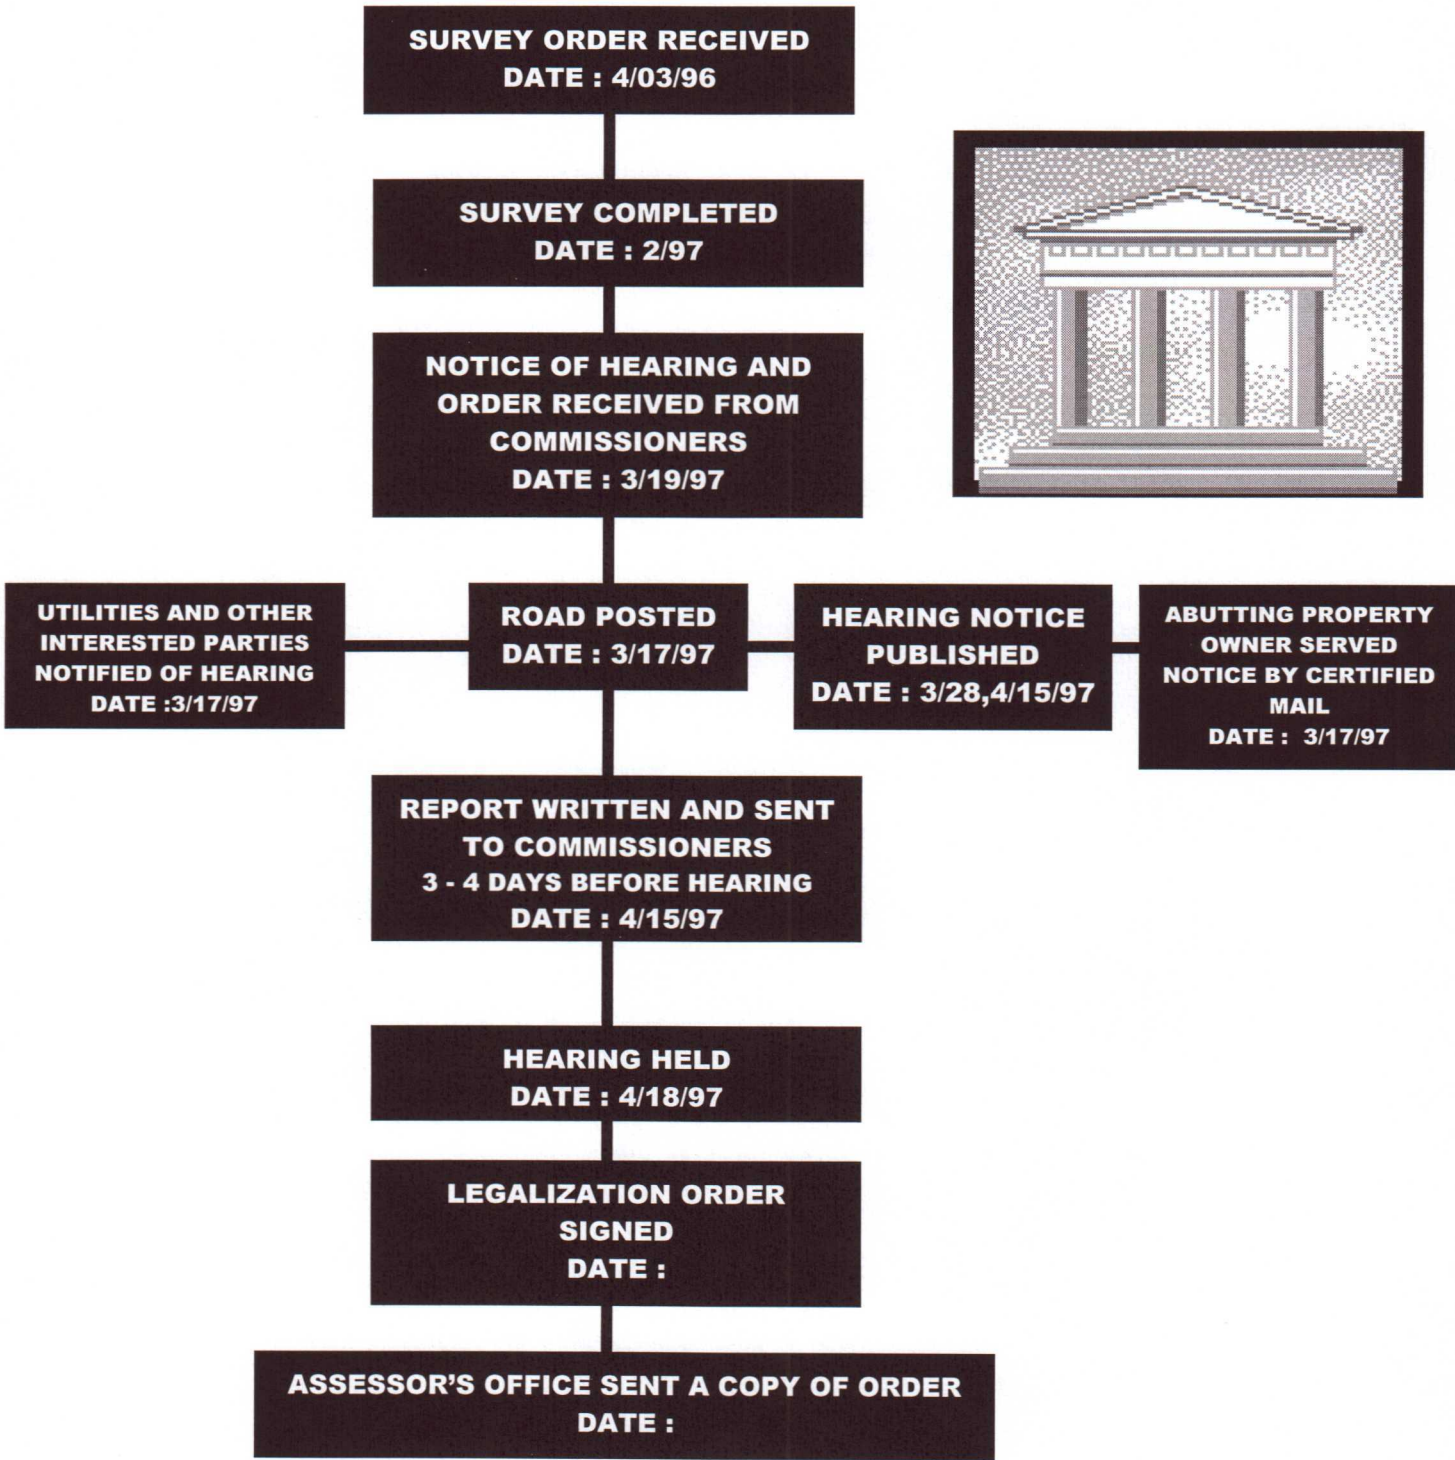 SURVEY ORDER RECEIVED
DATE : 4/03/96
SURVEY COMPLETED
DATE : 2/97
NOTICE OF HEARING AND
ORDER RECEIVED FROM
COMMISSIONERS
DATE : 3/19/97
UTILITIES AND OTHER
INTERESTED PARTIES
NOTIFIED OF HEARING
DATE :3/17/97
ROAD POSTED
DATE : 3/17/97
HEARING NOTICE
PUBLISHED
DATE : 3/28,4/15/97
ABUTTING PROPERTY
OWNER SERVED
NOTICE BY CERTIFIED
MAIL
DATE :  3/17/97
REPORT WRITTEN AND SENT
TO COMMISSIONERS
3 - 4 DAYS BEFORE HEARING
DATE : 4/15/97
HEARING HELD
DATE : 4/18/97
LEGALIZATION ORDER
SIGNED
DATE :
ASSESSOR'S OFFICE SENT A COPY OF ORDER
DATE :